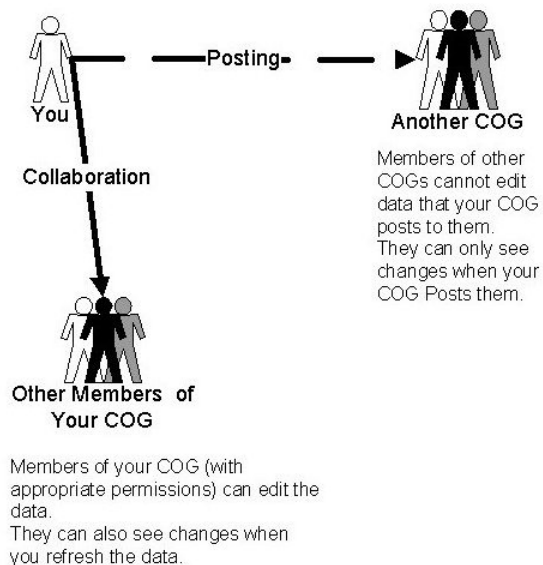 Posting
You
Another COG
Members of other
COGs cannot edit
data that your COG
posts to them.
They can only see
changes when your
COG Posts them.
Collaboration
Other Members of
Your COG
Members of your COG (with
appropriate permissions) can edit the
data.
They can also see changes when
you refresh the data.